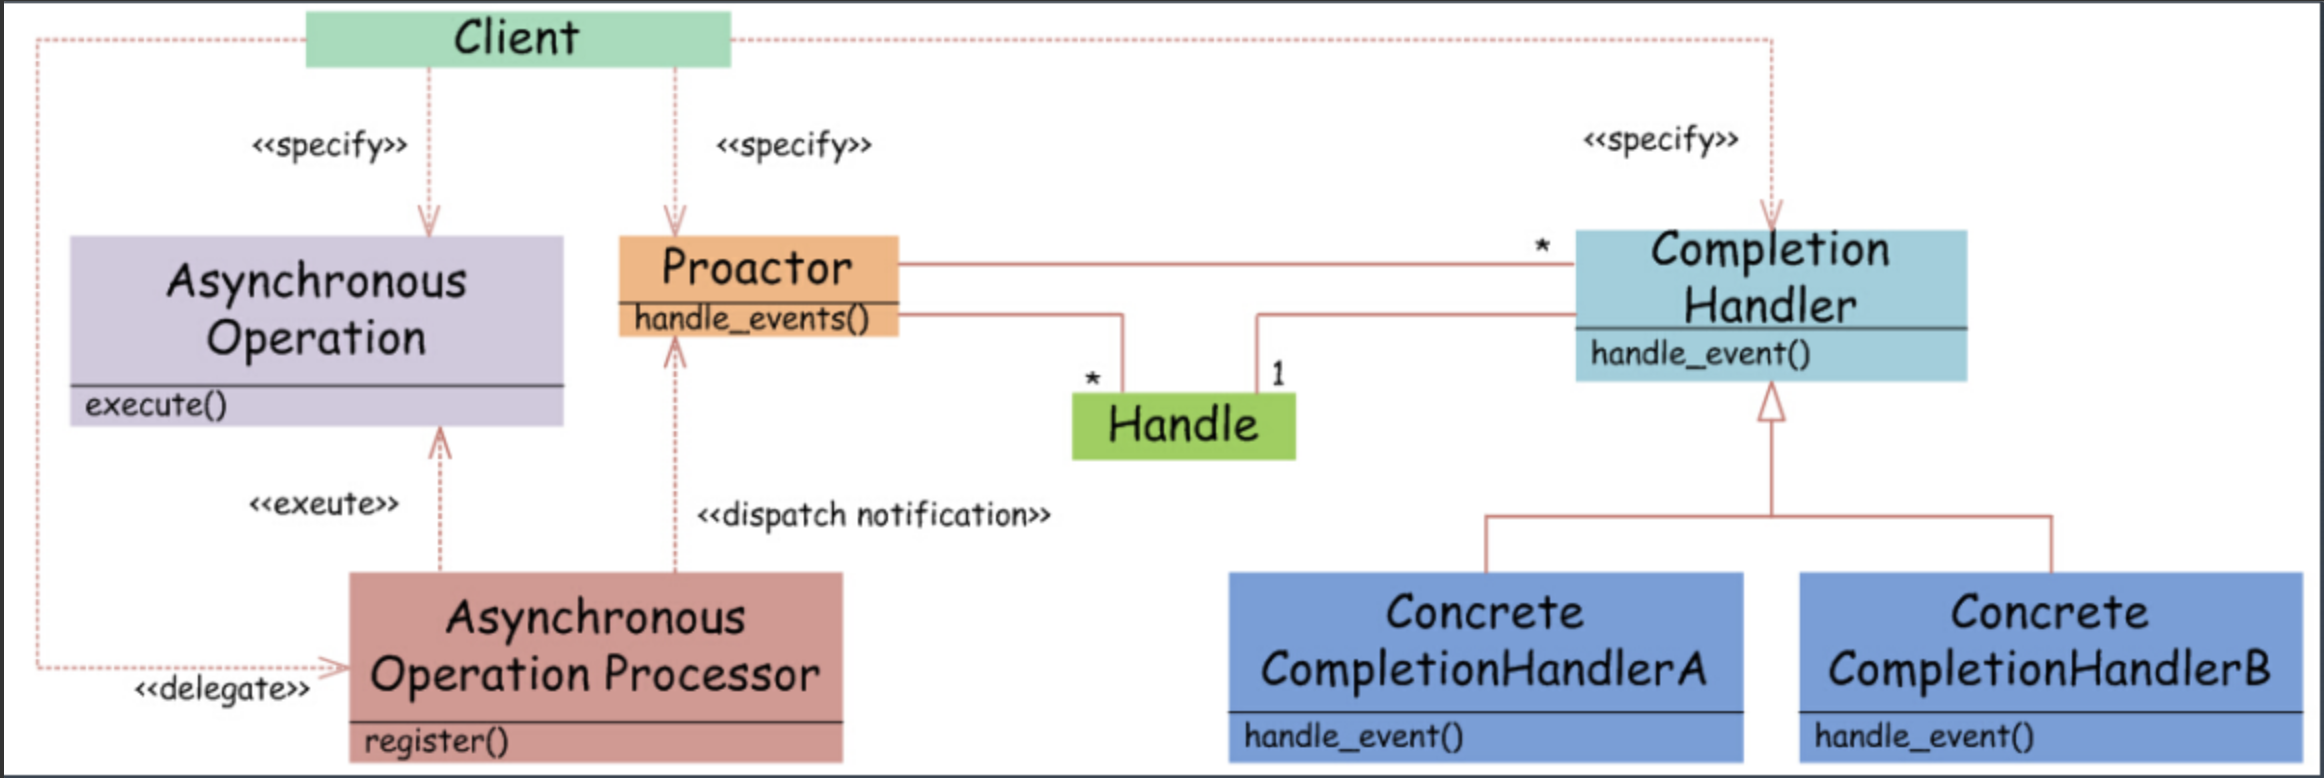 Client
<<specify>>
<<specify>>
<<specify>>
Asynchronous
Operation
execute()
Proactor
handle_events()
*
Completion
Handler
handle_event()
*
1
Handle
<<exeute>>
<<dispatch notification>>
<<delegate>>
Asynchronous
Operation Processor
register()
Concrete
CompletionHandlerA
handle_event()
Concrete
CompletionHandlerB
handle_event()